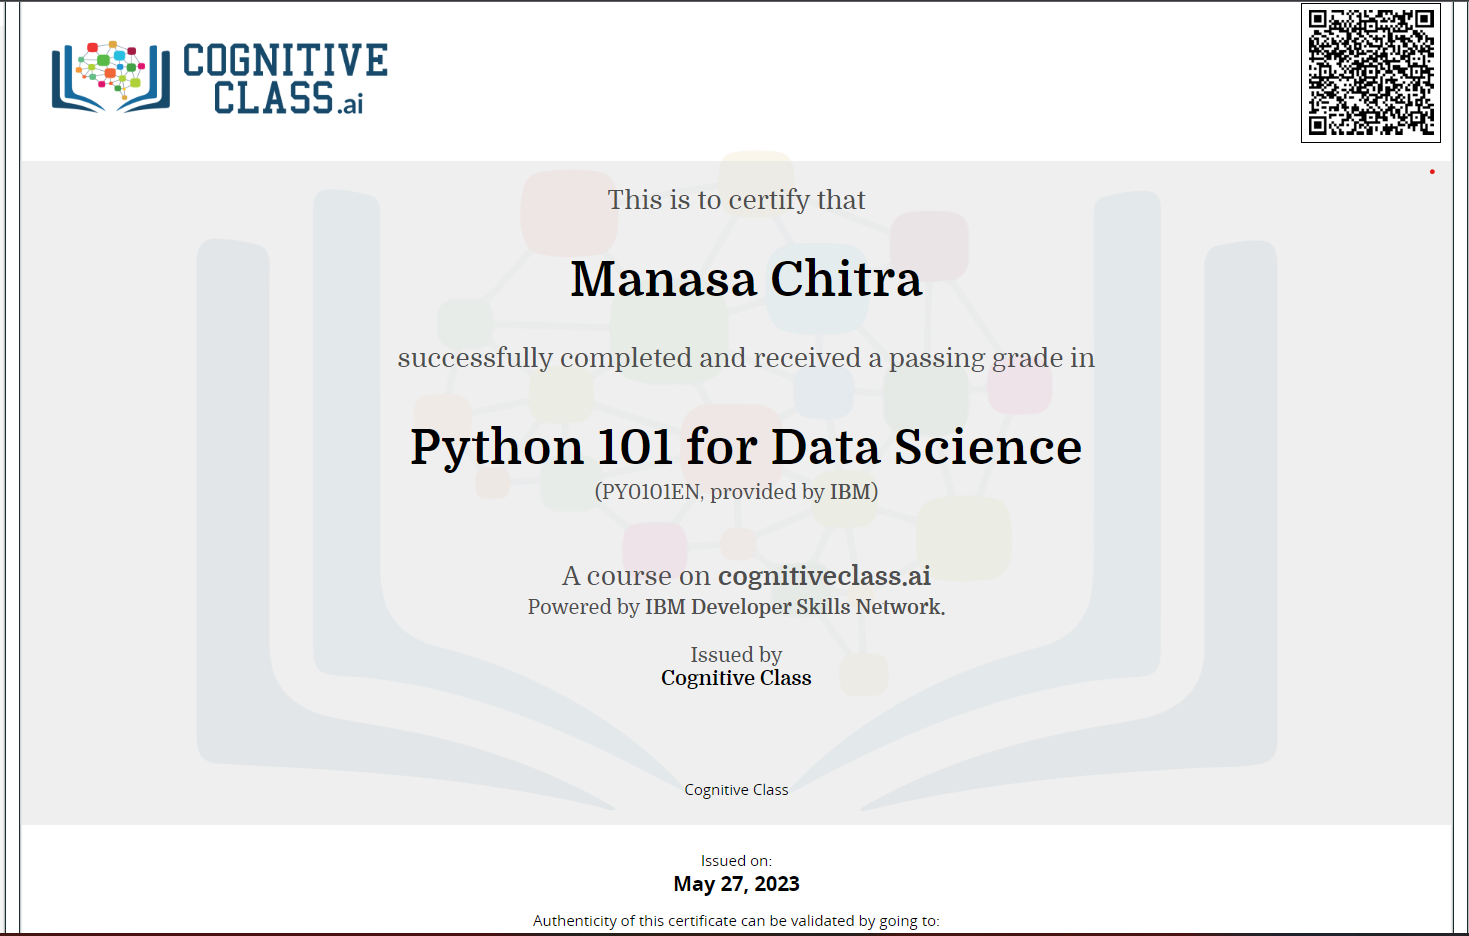 COGNITIVE
CLASS.ai
This is to certify that
Manasa Chitra
successfully completed and received a passing grade in
Python 101 for Data Science
(PY0101EN, provided by IBM)
A course on cognitiveclass.ai
Powered by IBM Developer Skills Network.
Issued by
Cognitive Class
Cognitive Class
Issued on:
May 27, 2023
Authenticity of this certificate can be validated by going to: